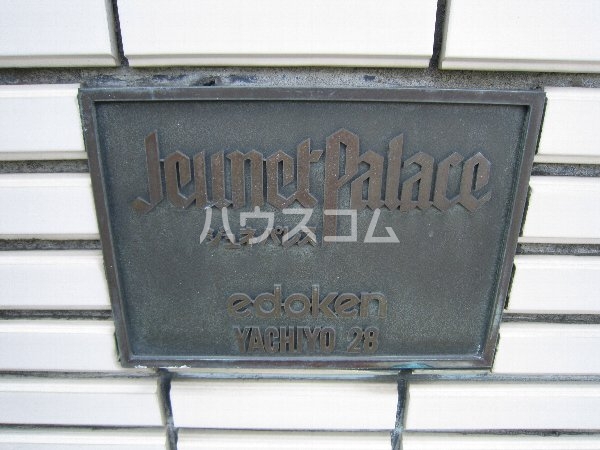 Jeunet Palace
ジュネパレス
ハウスコム
edoken
YACHIYO 28